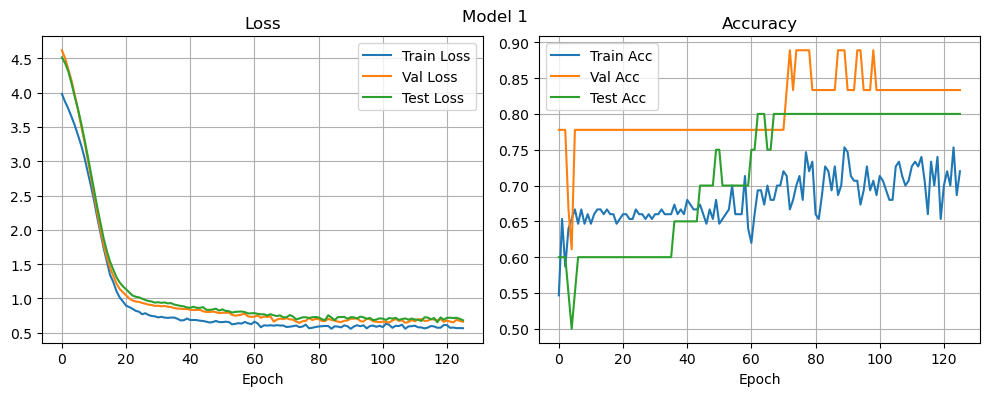 Model 1
Loss
4.5
4.0
3.5
3.0
2.5
2.0
1.5
1.0
0.5
0 20 40 60 80 100 120
Epoch
Train Loss
Val Loss
Test Loss
Accuracy
0.90
0.85
0.80
0.75
0.70
0.65
0.60
0.55
0.50
0 20 40 60 80 100 120
Epoch
Train Acc
Val Acc
Test Acc